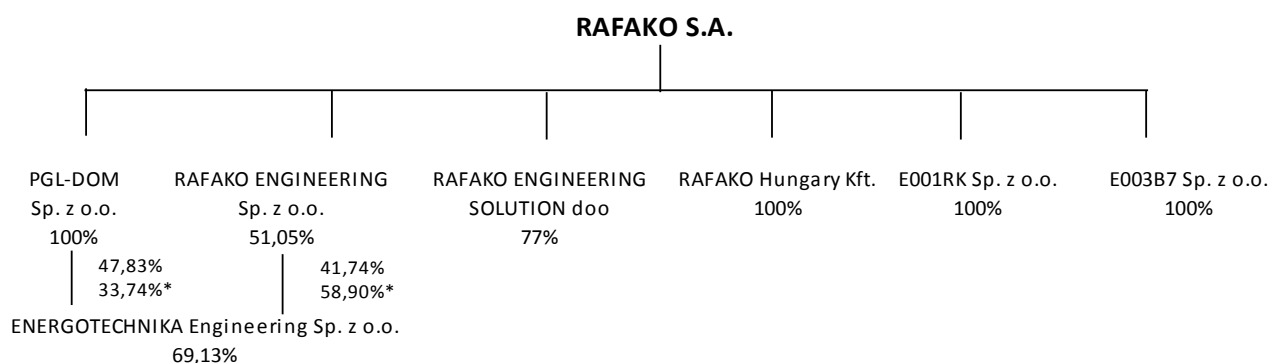 RAFAKO S.A.
PGL-DOM
Sp. z o.o.
100%
RAFAKO ENGINEERING
Sp. z o.o.
51,05%
RAFAKO ENGINEERING
SOLUTION doo
77%
RAFAKO Hungary Kft.
100%
E001RK Sp. z o.o.
100%
E003B7 Sp. z o.o.
100%
47,83%
33,74%*
41,74%
58,90%*
ENERGOTECHNIKA Engineering Sp. z o.o.
69,13%